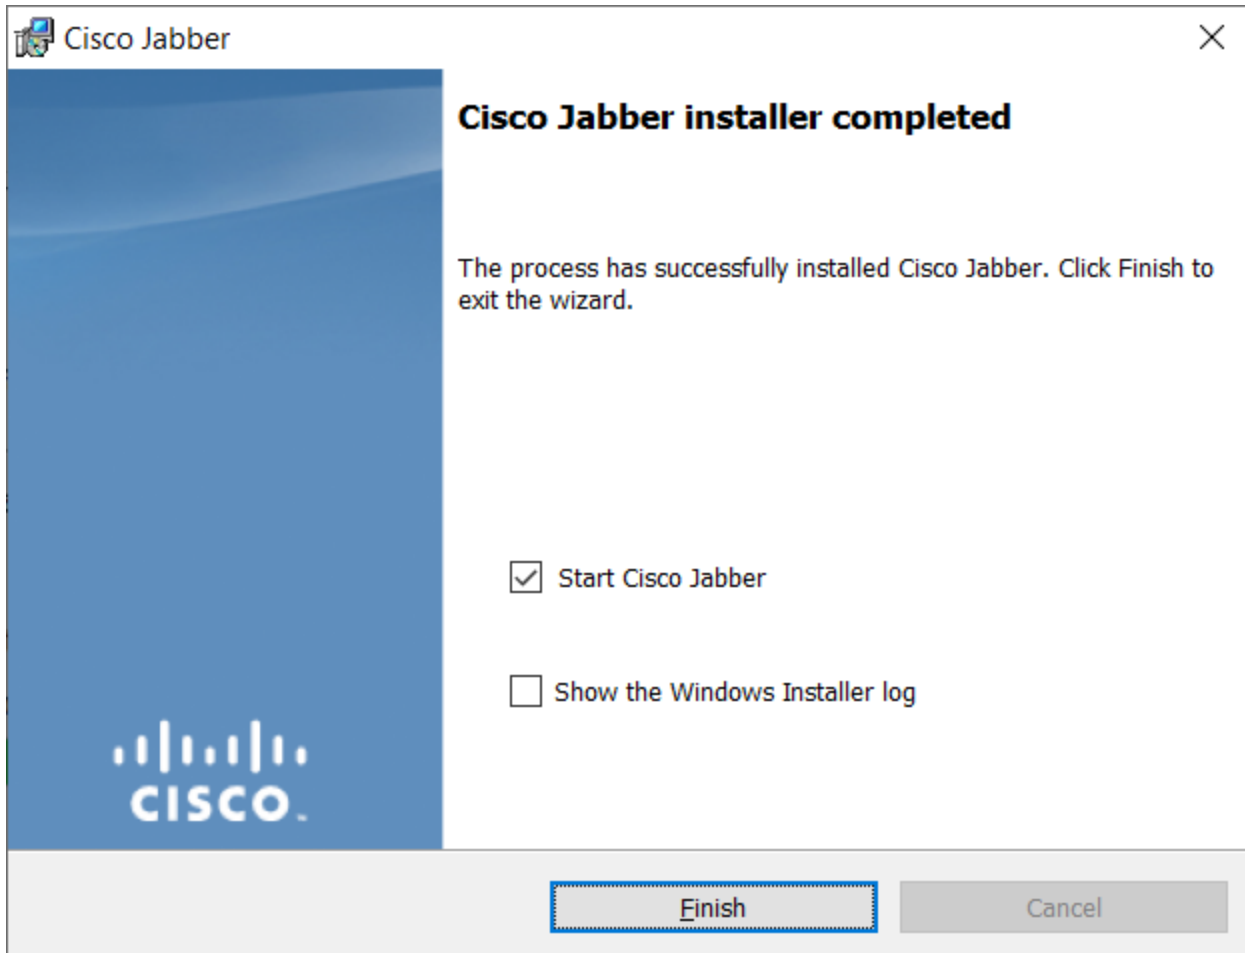 Cisco Jabber
Cisco Jabber installer completed
The process has successfully installed Cisco Jabber. Click Finish to
exit the wizard.
Start Cisco Jabber
Show the Windows Installer log
CISCO™
Finish
Cancel